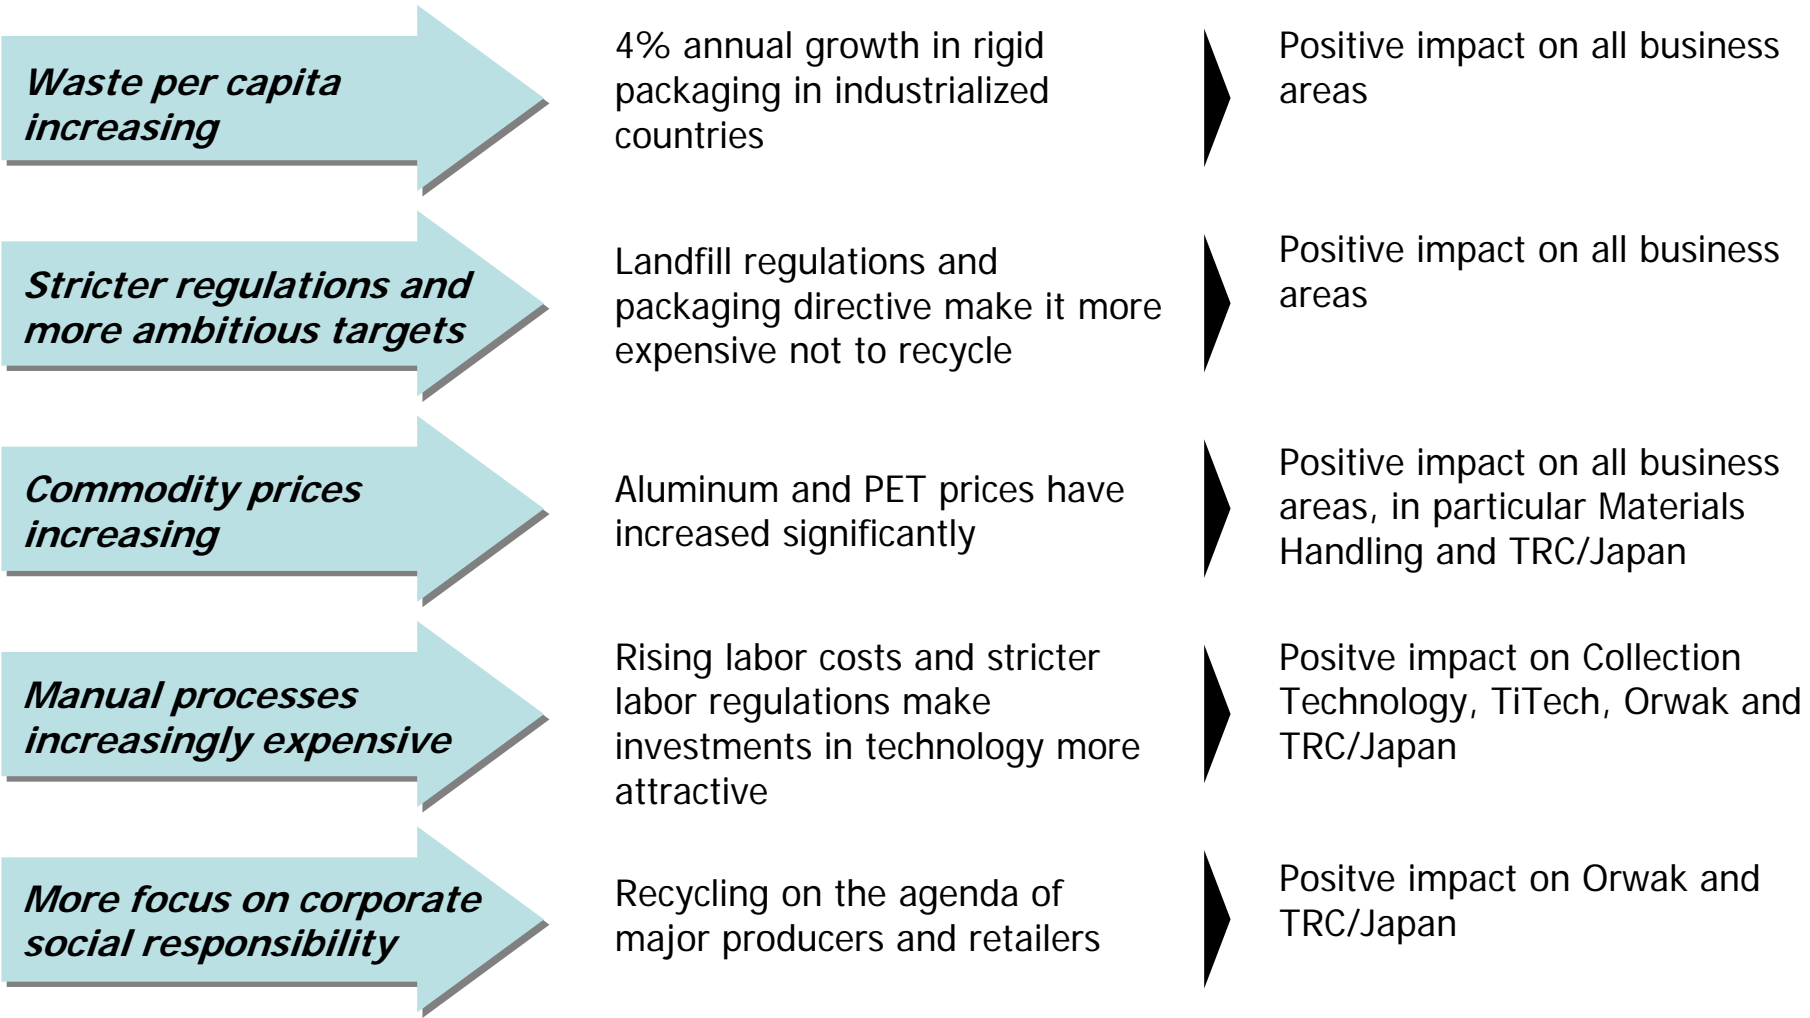 Waste per capita
increasing
4% annual growth in rigid
packaging in industrialized
countries
Positive impact on all business
areas
Stricter regulations and
more ambitious targets
Landfill regulations and
packaging directive make it more
expensive not to recycle
Positive impact on all business
areas
Commodity prices
increasing
Aluminum and PET prices have
increased significantly
Positive impact on all business
areas, in particular Materials
Handling and TRC/Japan
Manual processes
increasingly expensive
Rising labor costs and stricter
labor regulations make
investments in technology more
attractive
Positve impact on Collection
Technology, TiTech, Orwak and
TRC/Japan
More focus on corporate
social responsibility
Recycling on the agenda of
major producers and retailers
Positve impact on Orwak and
TRC/Japan